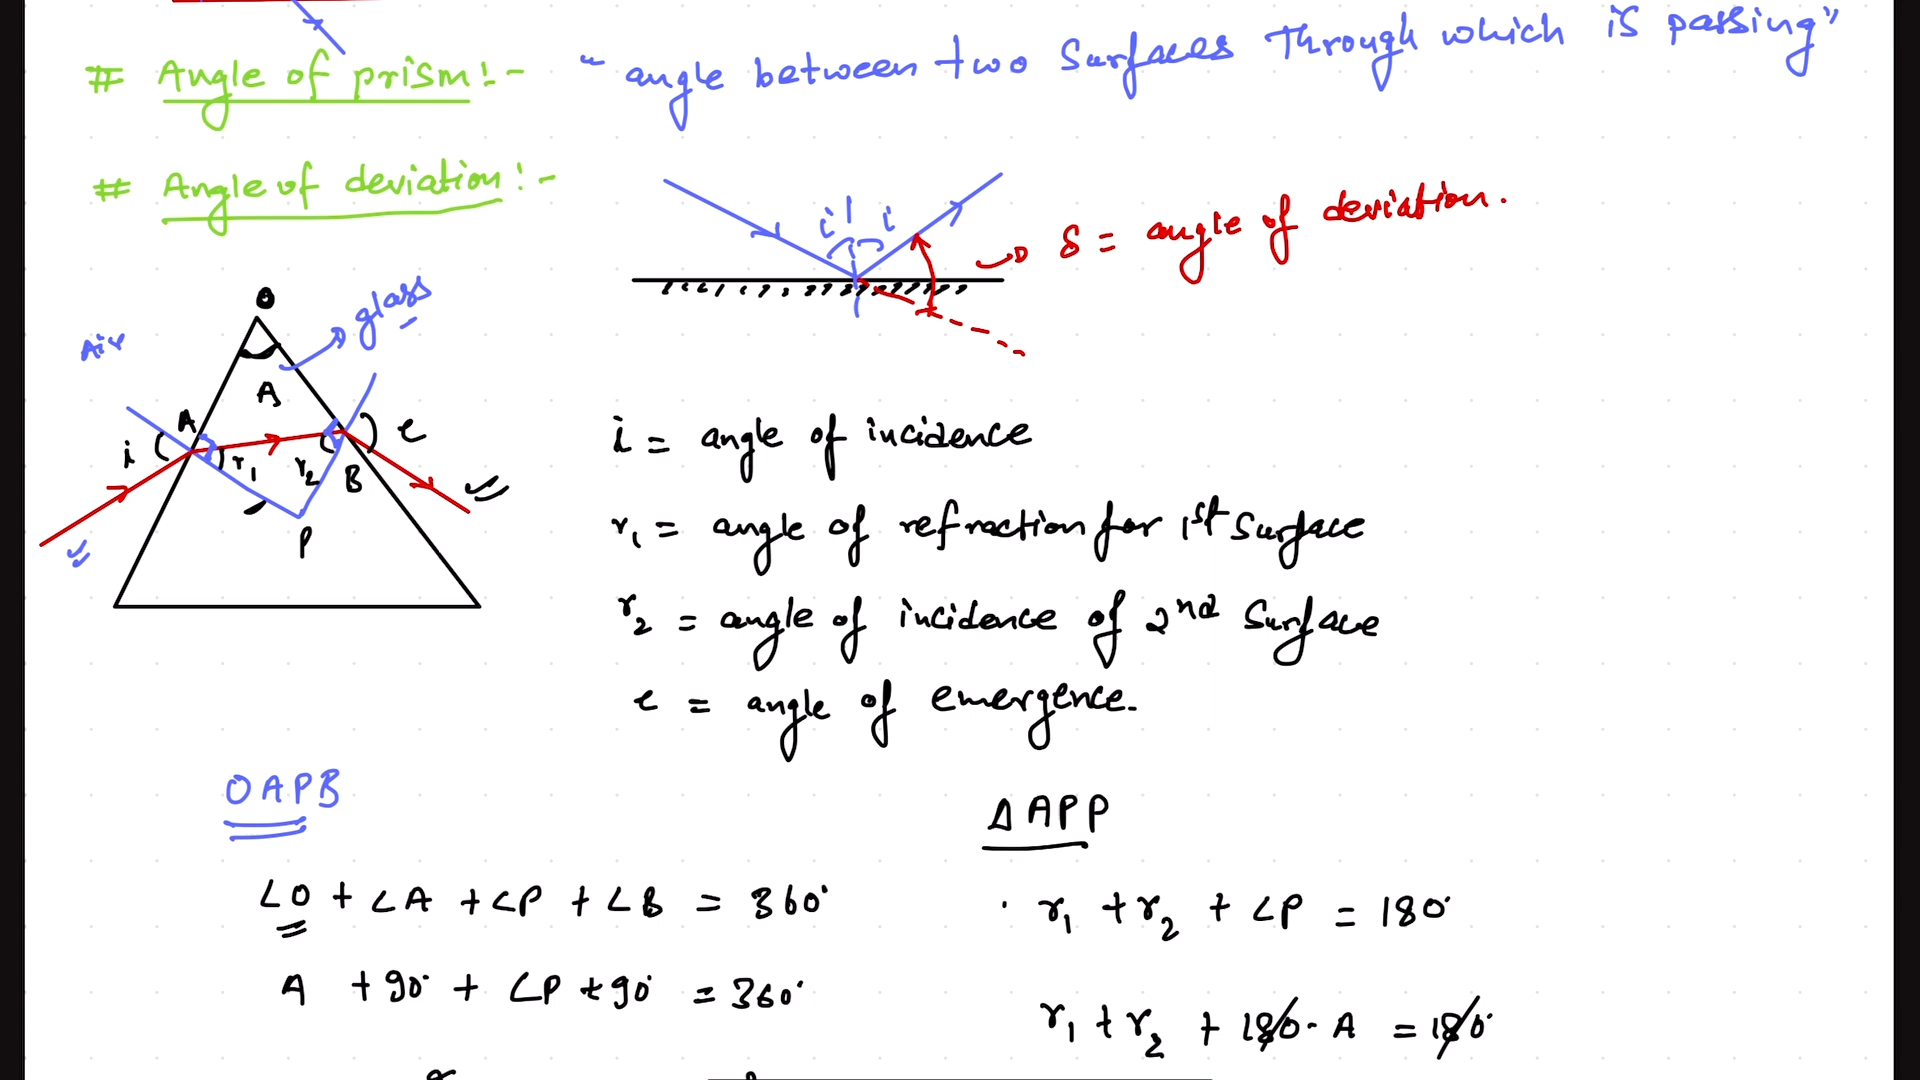 # Angle of prism :- "angle between two Surfaces Through which is passing"
# Angle of deviation :-
i i
δ = angle of deviation.
O
glass
Air
A
A
i
r₁
r₂
B
e
P
i = angle of incidence
r₁ = angle of refraction for 1st Surface
r₂ = angle of incidence of 2nd Surface
e = angle of emergence.
OAPB
∠O + ∠A + ∠P + ∠B = 360°
A + 90° + ∠P + 90° = 360°
Δ APP
r₁ + r₂ + ∠P = 180°
r₁ + r₂ + 180 - A = 180°